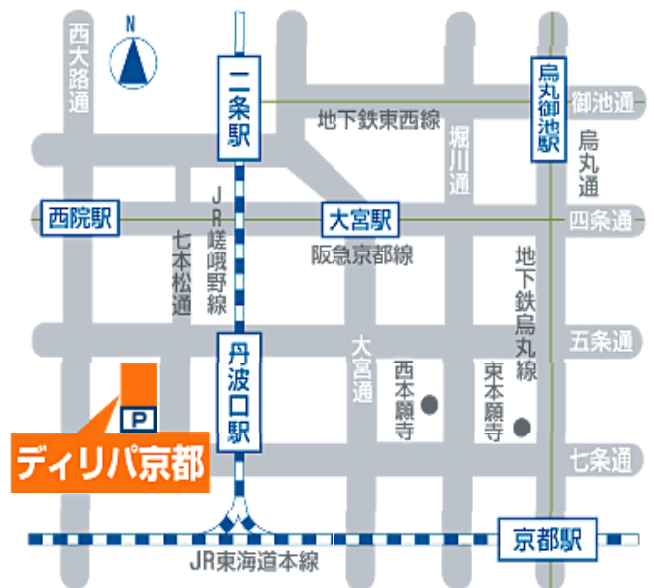 N
西大路通
二条駅
地下鉄東西線
堀川通
烏丸御池駅
御池通
烏丸通
西院駅
七本松通
JR嵯峨野線
大宮駅
阪急京都線
四条通
地下鉄烏丸線
五条通
丹波口駅
大宮通
西本願寺
東本願寺
P
ディリパ京都
七条通
京都駅
JR東海道本線